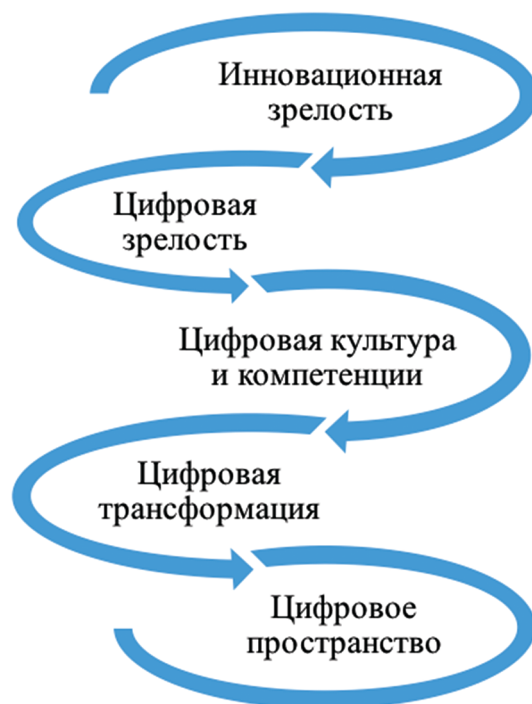 Инновационная
зрелость
Цифровая
зрелость
Цифровая культура
и компетенции
Цифровая
трансформация
Цифровое
пространство